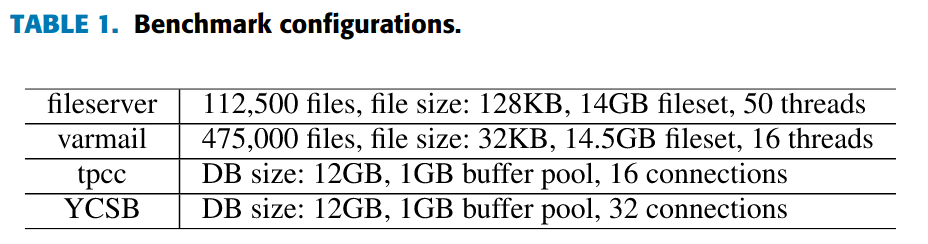 TABLE 1. Benchmark configurations.
fileserver 112,500 files, file size: 128KB, 14GB fileset, 50 threads
varmail 475,000 files, file size: 32KB, 14.5GB fileset, 16 threads
tpcc DB size: 12GB, 1GB buffer pool, 16 connections
YCSB DB size: 12GB, 1GB buffer pool, 32 connections